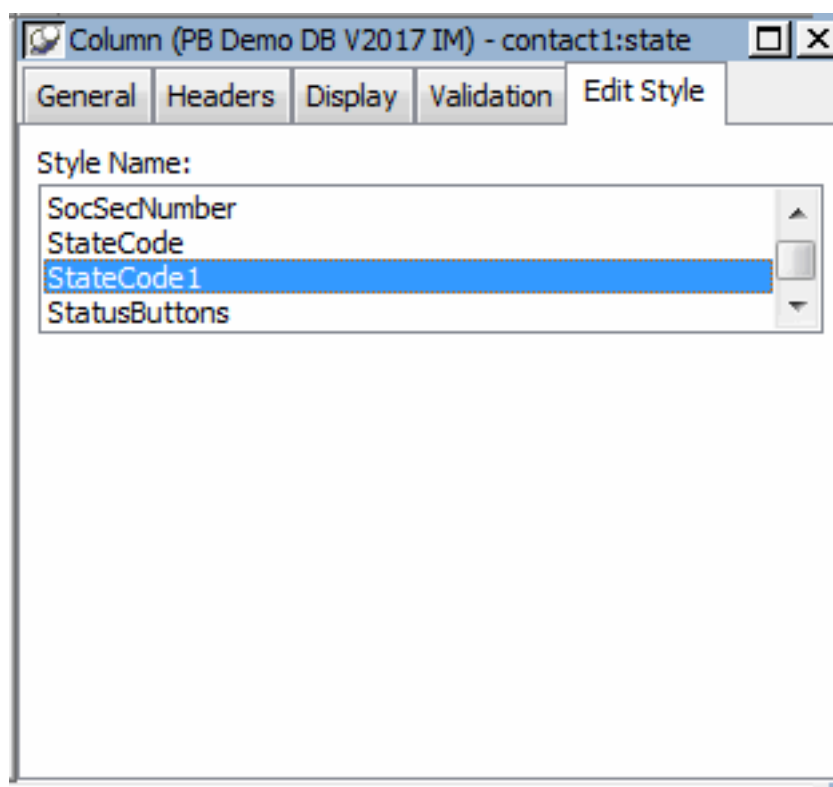 Column (PB Demo DB V2017 IM) - contact1:state
General Headers Display Validation Edit Style
Style Name:
SocSecNumber
StateCode
StateCode1
StatusButtons